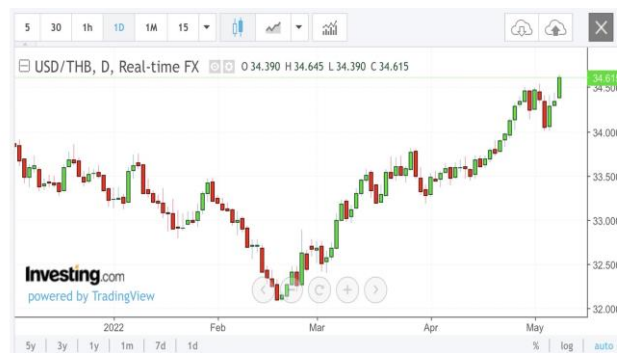 5 30 1h 1D 1M 15
USD/THB, D, Real-time FX O 34.390 H 34.645 L 34.390 C 34.615
34.61
34.500
34.000
33.500
33.000
32.500
32.000
Investing.com
powered by TradingView
2022 Feb Mar Apr May
5y 3y 1y 1m 7d 1d % log auto